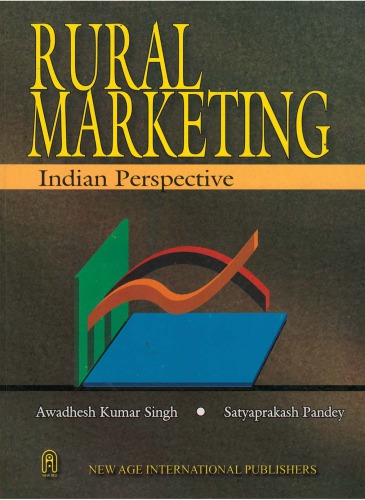 RURAL
MARKETING
Indian Perspective
Awadhesh Kumar Singh • Satyaprakash Pandey
NEW AGE INTERNATIONAL PUBLISHERS